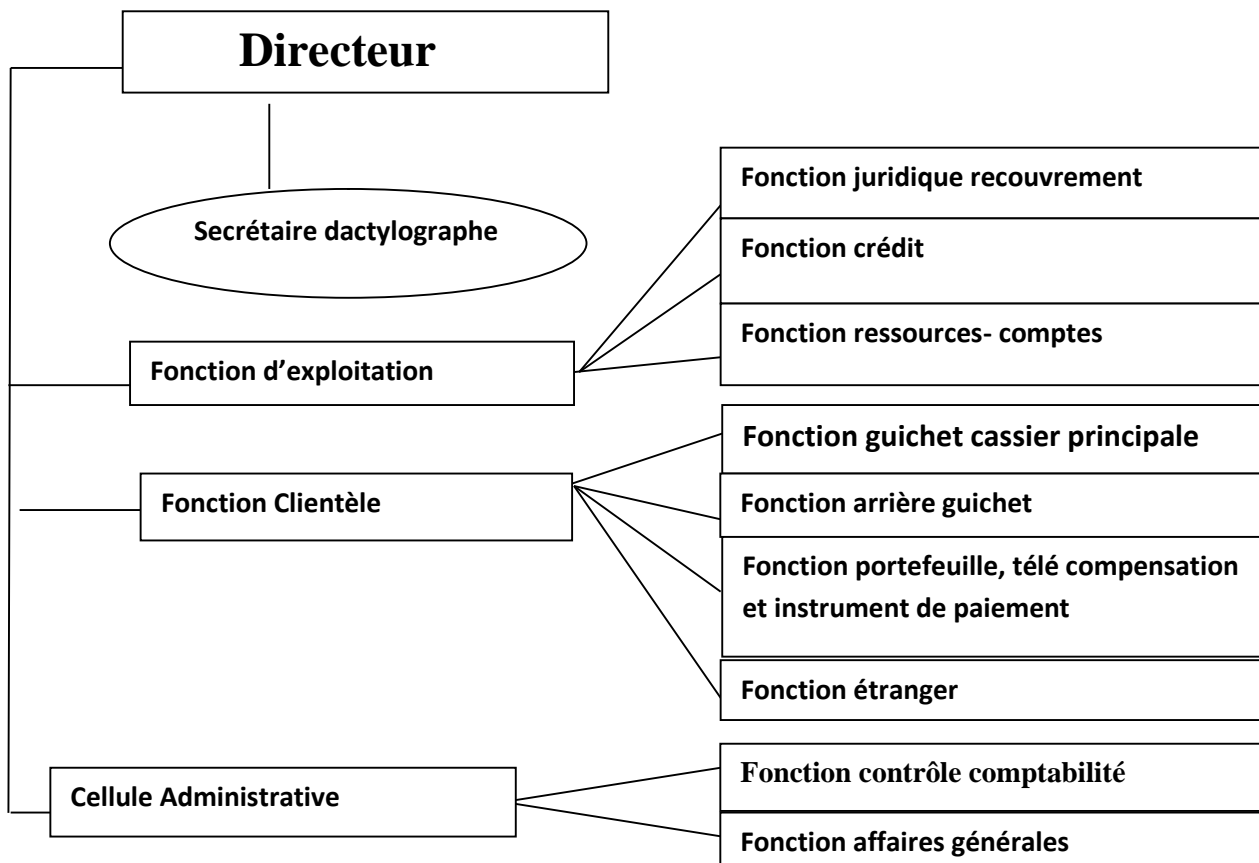 Directeur
Secrétaire dactylographe
Fonction d’exploitation
Fonction juridique recouvrement
Fonction crédit
Fonction ressources- comptes
Fonction Clientèle
Fonction guichet cassier principale
Fonction arrière guichet
Fonction portefeuille, télé compensation
et instrument de paiement
Fonction étranger
Cellule Administrative
Fonction contrôle comptabilité
Fonction affaires générales